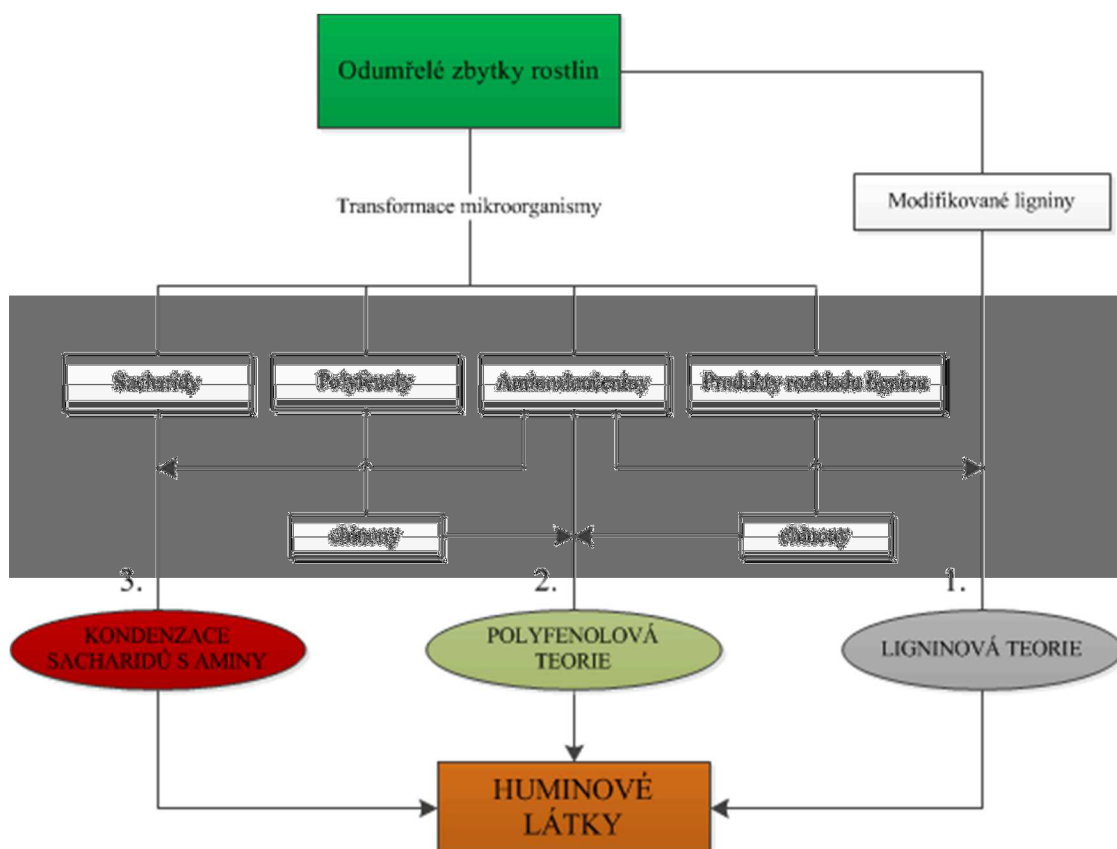 Odumřelé zbytky rostlin
Transformace mikroorganismy
Modifikované ligniny
Sacharidy
Polyfenoly
Aminosloučeniny
Produkty rozkladu ligninu
chinony
chinony
3.
2.
1.
KONDENZACE
SACHARIDŮ S AMINY
POLYFENOLOVÁ
TEORIE
LIGNINOVÁ TEORIE
HUMINOVÉ
LÁTKY